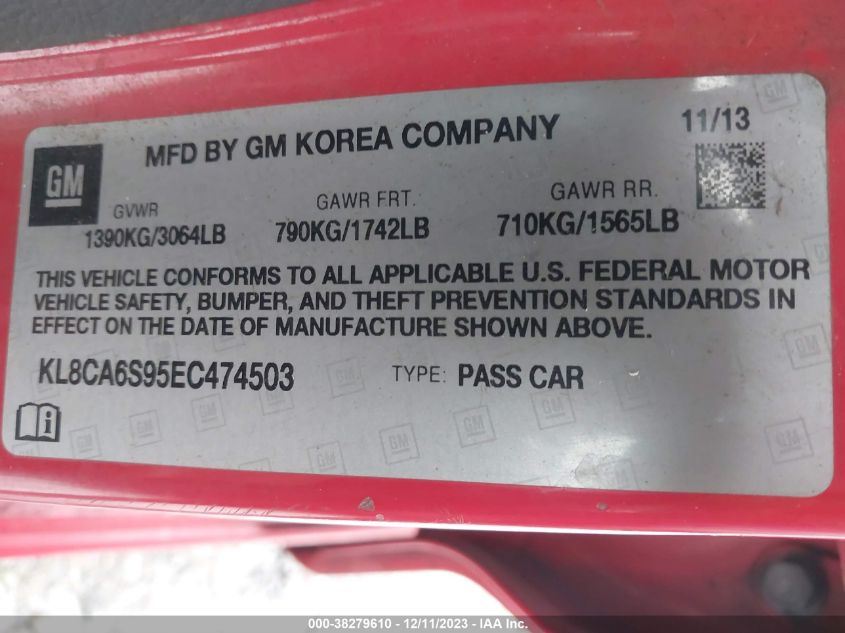 MFD BY GM KOREA COMPANY 11/13
GM
GVWR GAWR FRT. GAWR RR.
1390KG/3064LB 790KG/1742LB 710KG/1565LB
THIS VEHICLE CONFORMS TO ALL APPLICABLE U.S. FEDERAL MOTOR
VEHICLE SAFETY, BUMPER, AND THEFT PREVENTION STANDARDS IN
EFFECT ON THE DATE OF MANUFACTURE SHOWN ABOVE.
KL8CA6S95EC474503 TYPE: PASS CAR
000-38279610 - 12/11/2023 - IAA Inc.